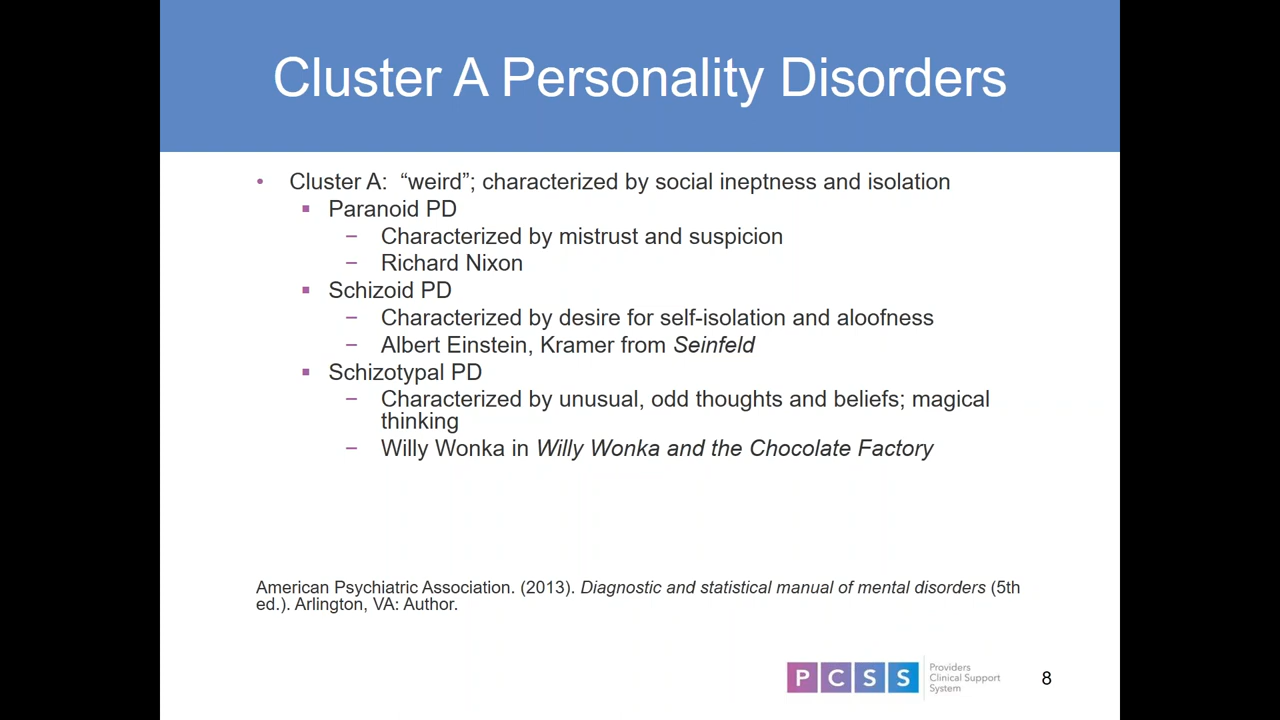 Cluster A Personality Disorders
• Cluster A: “weird”; characterized by social ineptness and isolation
▪ Paranoid PD
− Characterized by mistrust and suspicion
− Richard Nixon
▪ Schizoid PD
− Characterized by desire for self-isolation and aloofness
− Albert Einstein, Kramer from Seinfeld
▪ Schizotypal PD
− Characterized by unusual, odd thoughts and beliefs; magical
thinking
− Willy Wonka in Willy Wonka and the Chocolate Factory
American Psychiatric Association. (2013). Diagnostic and statistical manual of mental disorders (5th
ed.). Arlington, VA: Author.
PCSS
Providers
Clinical Support
System
8